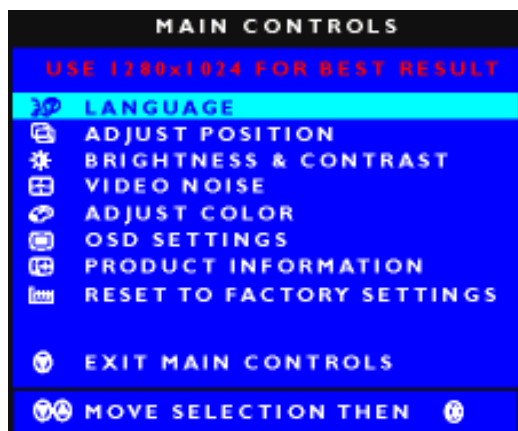 MAIN CONTROLS
USE 1280x1024 FOR BEST RESULT
LANGUAGE
ADJUST POSITION
BRIGHTNESS & CONTRAST
VIDEO NOISE
ADJUST COLOR
OSD SETTINGS
PRODUCT INFORMATION
RESET TO FACTORY SETTINGS
EXIT MAIN CONTROLS
MOVE SELECTION THEN